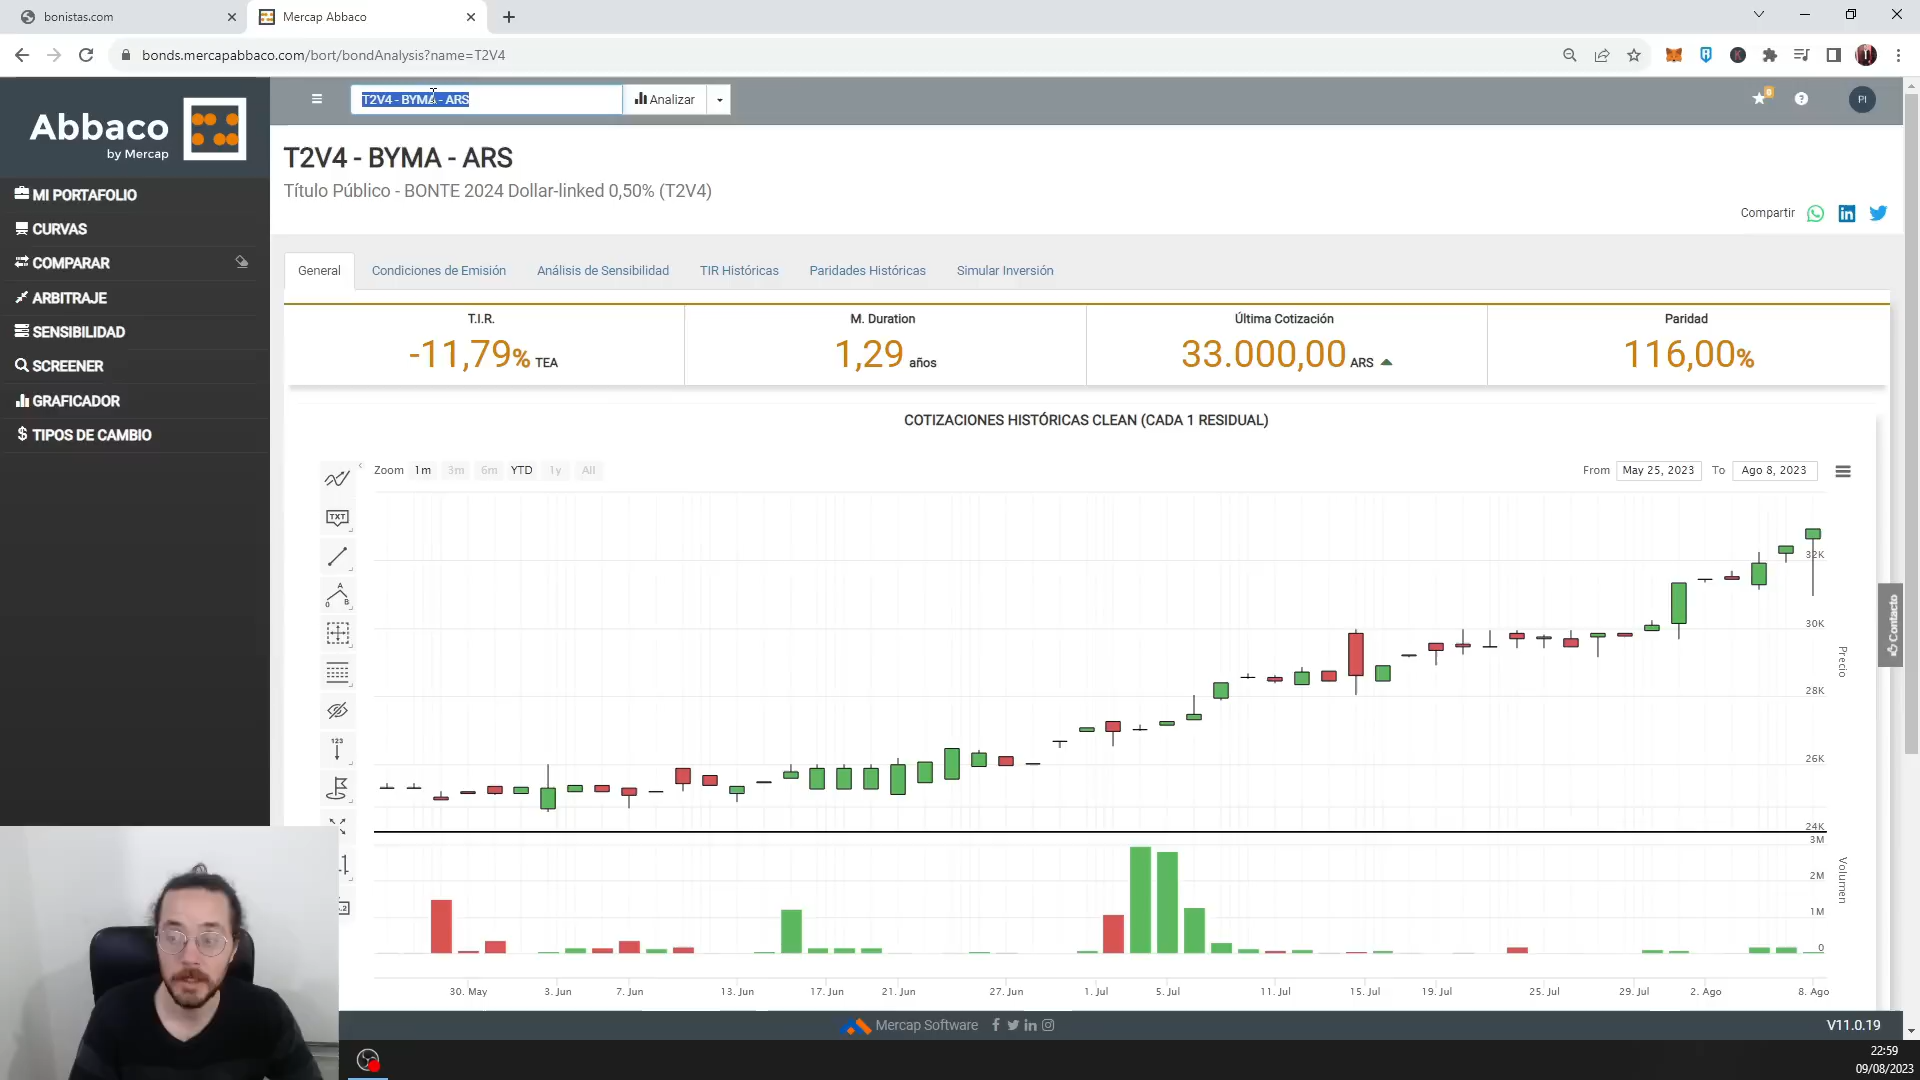 bonistas.com
Mercap Abbaco
bonds.mercapabbaco.com/bort/bondAnalysis?name=T2V4
Abbaco
by Mercap
T2V4 - BYMA - ARS
Analizar
0
PI
T2V4 - BYMA - ARS
Título Público - BONTE 2024 Dollar-linked 0,50% (T2V4)
Compartir
MI PORTAFOLIO
CURVAS
COMPARAR
ARBITRAJE
SENSIBILIDAD
SCREENER
GRAFICADOR
TIPOS DE CAMBIO
General
Condiciones de Emisión
Análisis de Sensibilidad
TIR Históricas
Paridades Históricas
Simular Inversión
T.I.R.
-11,79% TEA
M. Duration
1,29 años
Última Cotización
33.000,00 ARS
Paridad
116,00%
COTIZACIONES HISTÓRICAS CLEAN (CADA 1 RESIDUAL)
Zoom 1m 3m 6m YTD 1y All
From May 25, 2023 To Ago 8, 2023
TXT
A
0 B
123
32K
30K
28K
26K
24K
Precio
3M
2M
1M
0
Volumen
30. May 3. Jun 7. Jun 13. Jun 17. Jun 21. Jun 27. Jun 1. Jul 5. Jul 11. Jul 15. Jul 19. Jul 25. Jul 29. Jul 2. Ago 8. Ago
Contacto
Mercap Software
V11.0.19
22:59
09/08/2023